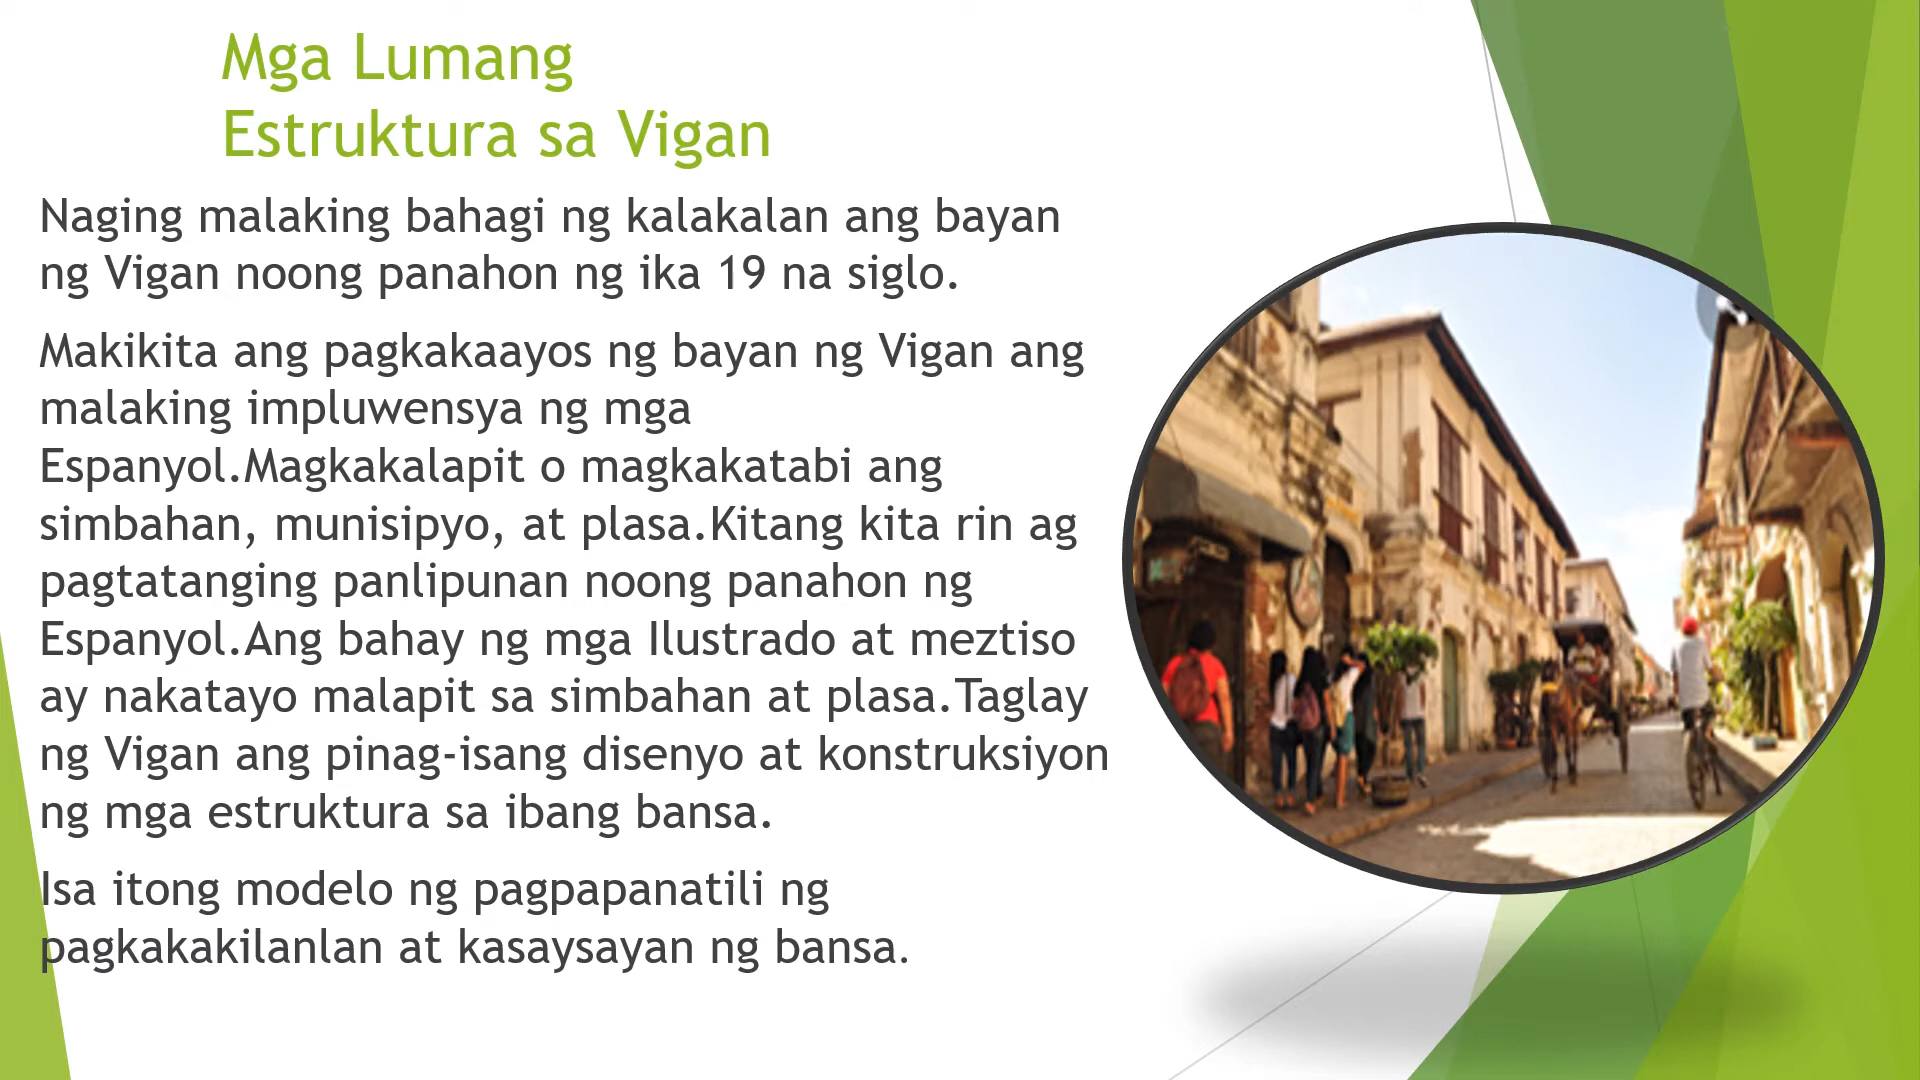 Mga Lumang
Estruktura sa Vigan
Naging malaking bahagi ng kalakalan ang bayan
ng Vigan noong panahon ng ika 19 na siglo.
Makikita ang pagkakaayos ng bayan ng Vigan ang
malaking impluwensya ng mga
Espanyol.Magkakalapit o magkakatabi ang
simbahan, munisipyo, at plasa.Kitang kita rin ag
pagtatanging panlipunan noong panahon ng
Espanyol.Ang bahay ng mga Ilustrado at meztiso
ay nakatayo malapit sa simbahan at plasa.Taglay
ng Vigan ang pinag-isang disenyo at konstruksiyon
ng mga estruktura sa ibang bansa.
Isa itong modelo ng pagpapanatili ng
pagkakakilanlan at kasaysayan ng bansa.